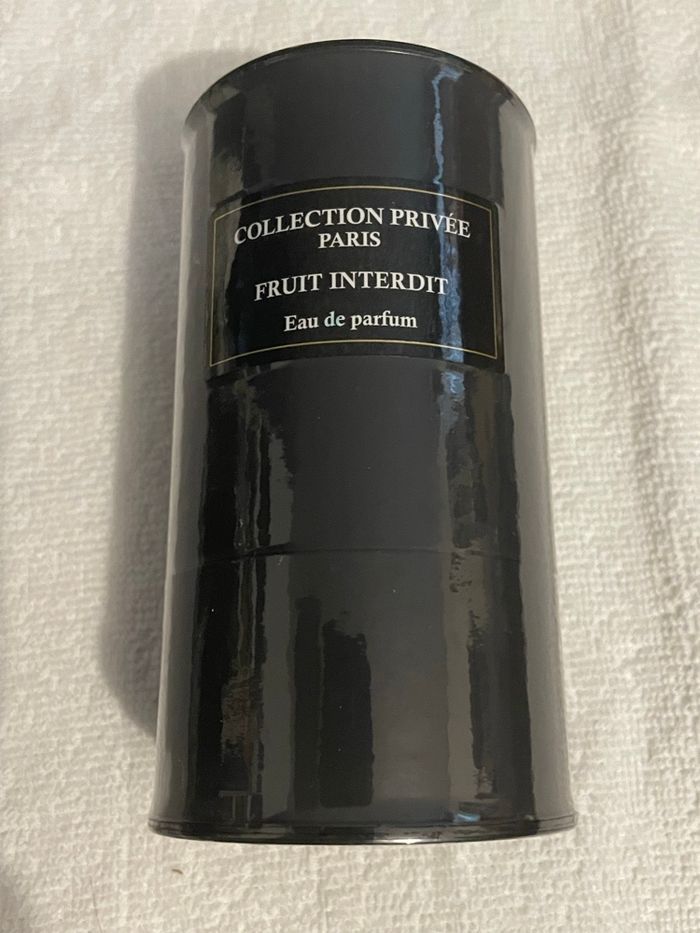 COLLECTION PRIVÉE
PARIS
FRUIT INTERDIT
Eau de parfum